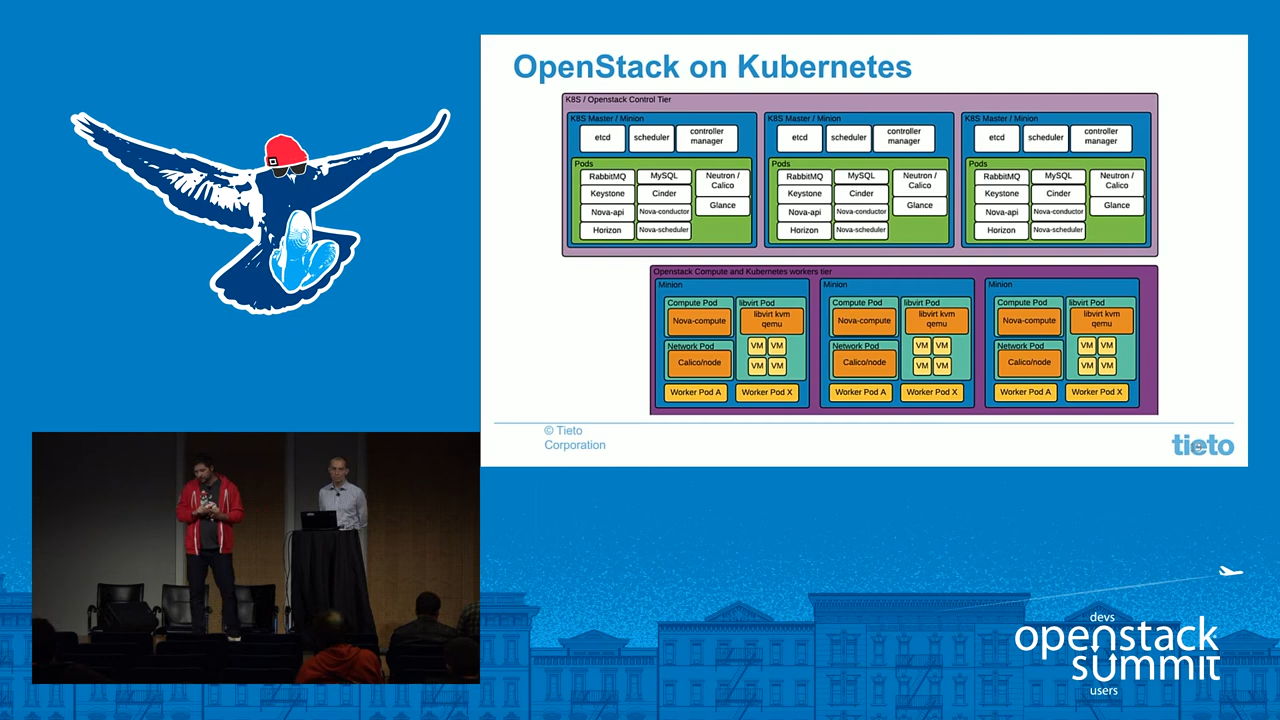 OpenStack on Kubernetes
K8S / Openstack Control Tier
K8S Master / Minion
etcd
scheduler
controller
manager
Pods
RabbitMQ
MySQL
Neutron /
Calico
Keystone
Cinder
Glance
Nova-api
Nova-conductor
Horizon
Nova-scheduler
K8S Master / Minion
etcd
scheduler
controller
manager
Pods
RabbitMQ
MySQL
Neutron /
Calico
Keystone
Cinder
Glance
Nova-api
Nova-conductor
Horizon
Nova-scheduler
K8S Master / Minion
etcd
scheduler
controller
manager
Pods
RabbitMQ
MySQL
Neutron /
Calico
Keystone
Cinder
Glance
Nova-api
Nova-conductor
Horizon
Nova-scheduler
Openstack Compute and Kubernetes workers tier
Minion
Compute Pod
Nova-compute
libvirt Pod
libvirt kvm
qemu
VM VM
VM VM
Network Pod
Calico/node
Worker Pod A
Worker Pod X
Minion
Compute Pod
Nova-compute
libvirt Pod
libvirt kvm
qemu
VM VM
VM VM
Network Pod
Calico/node
Worker Pod A
Worker Pod X
Minion
Compute Pod
Nova-compute
libvirt Pod
libvirt kvm
qemu
VM VM
VM VM
Network Pod
Calico/node
Worker Pod A
Worker Pod X
© Tieto
Corporation
tieto
devs
openstack
summit
users